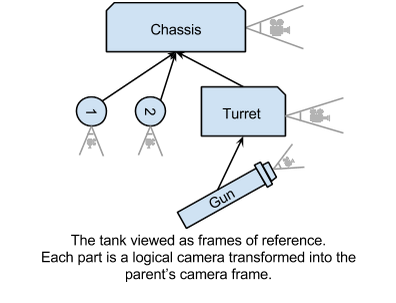 Chassis
1
2
Turret
Gun
The tank viewed as frames of reference.
Each part is a logical camera transformed into the
parent's camera frame.